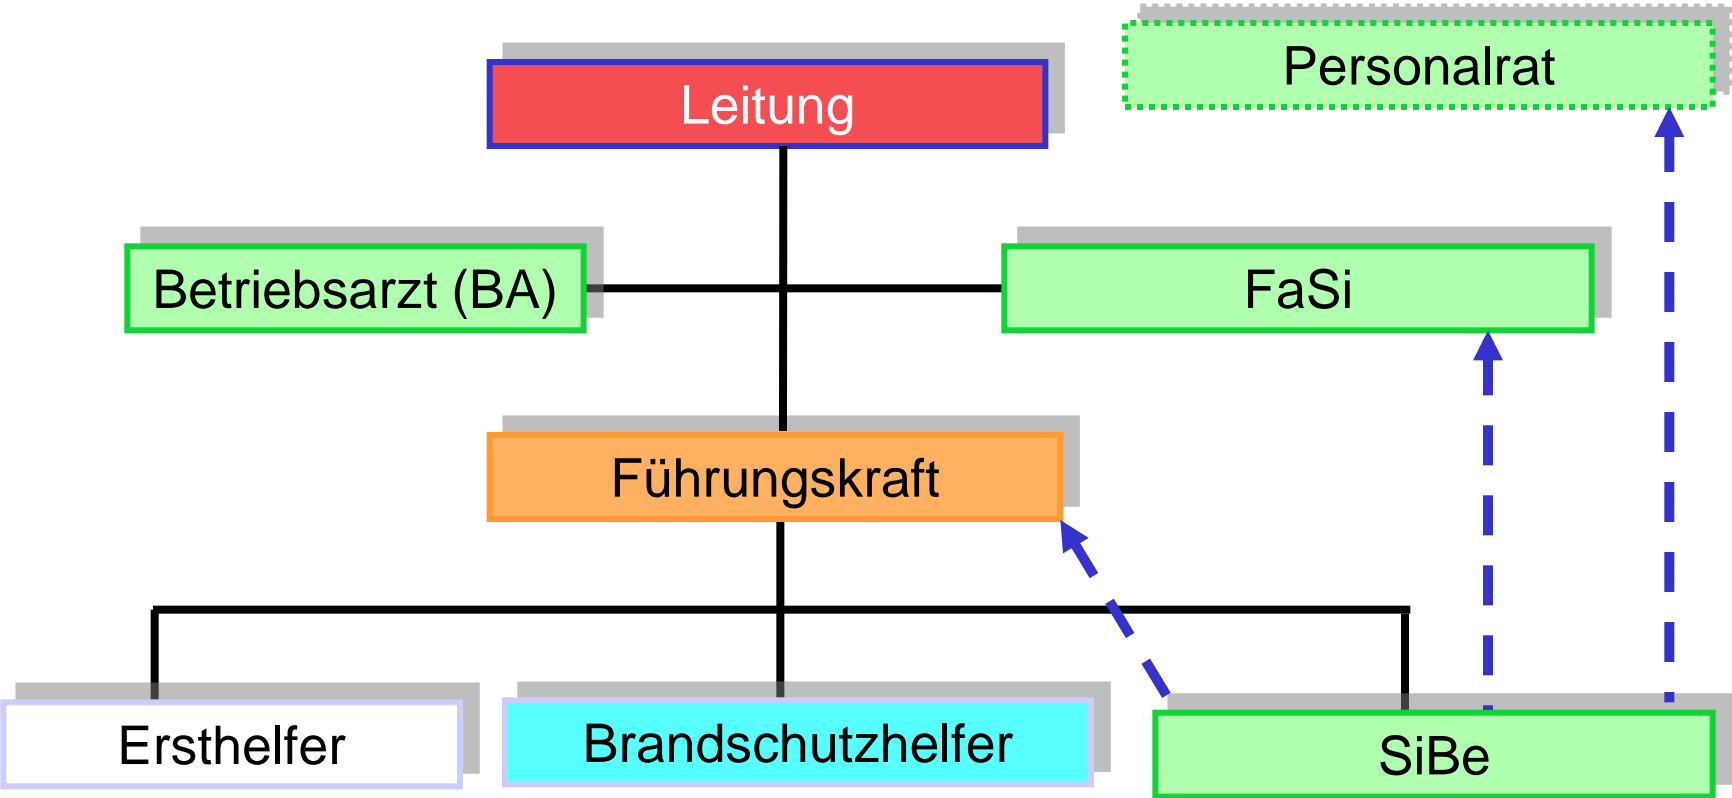 Personalrat
Leitung
Betriebsarzt (BA)
FaSi
Führungskraft
Ersthelfer
Brandschutzhelfer
SiBe